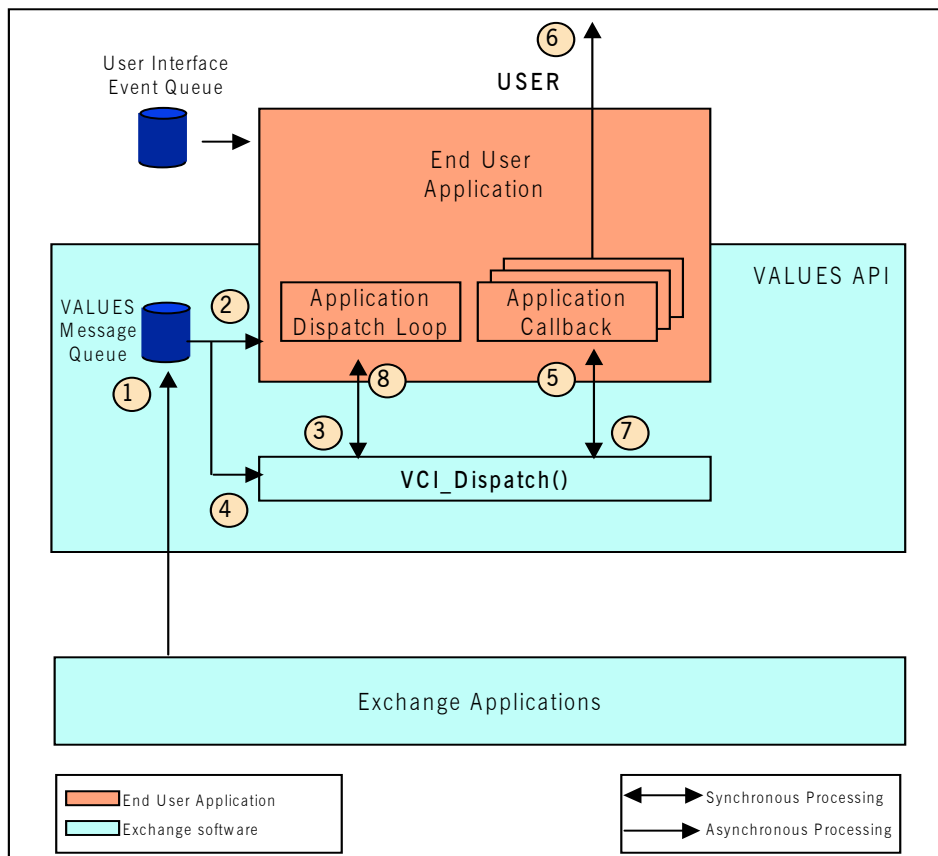 6
User Interface
Event Queue
USER
End User
Application
VALUES API
VALUES
Message
Queue
2
Application
Dispatch Loop
Application
Callback
1
8
5
3
7
VCI_Dispatch()
4
Exchange Applications
End User Application
Exchange software
Synchronous Processing
Asynchronous Processing